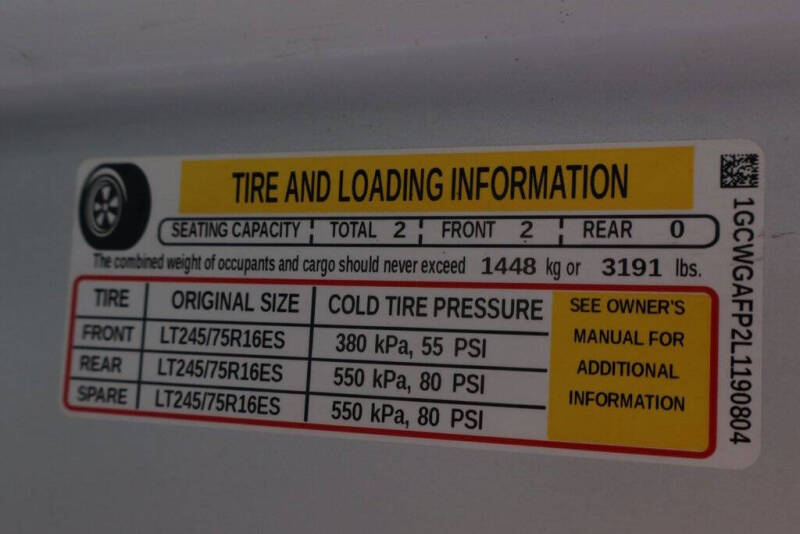 TIRE AND LOADING INFORMATION
SEATING CAPACITY TOTAL 2 FRONT 2 REAR 0
The combined weight of occupants and cargo should never exceed 1448 kg or 3191 lbs.
TIRE ORIGINAL SIZE COLD TIRE PRESSURE
FRONT LT245/75R16ES 380 kPa, 55 PSI
REAR LT245/75R16ES 550 kPa, 80 PSI
SPARE LT245/75R16ES 550 kPa, 80 PSI
SEE OWNER'S
MANUAL FOR
ADDITIONAL
INFORMATION
1GCWGAFP2L1190804